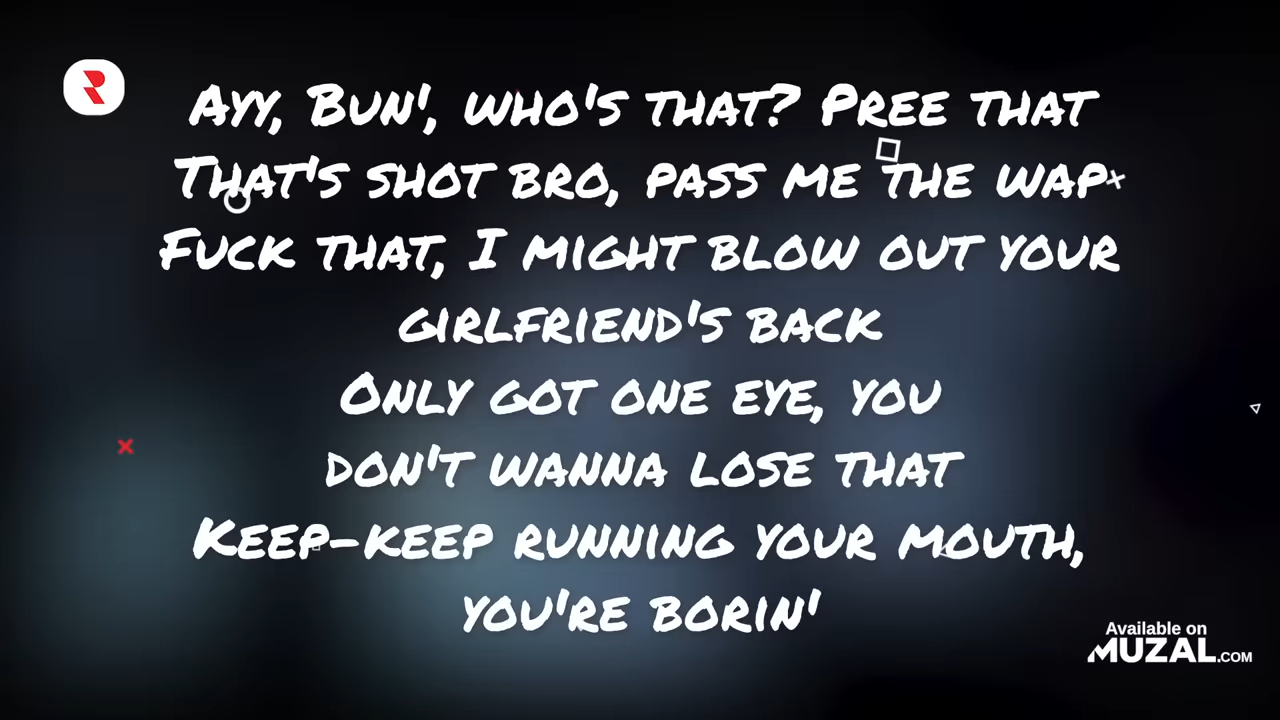 Ayy, Bun', who's that? Pree that
That's shot bro, pass me the wap
Fuck that, I might blow out your
girlfriend's back
Only got one eye, you
don't wanna lose that
Keep-keep running your mouth,
you're borin'
Available on
MUZAL.COM